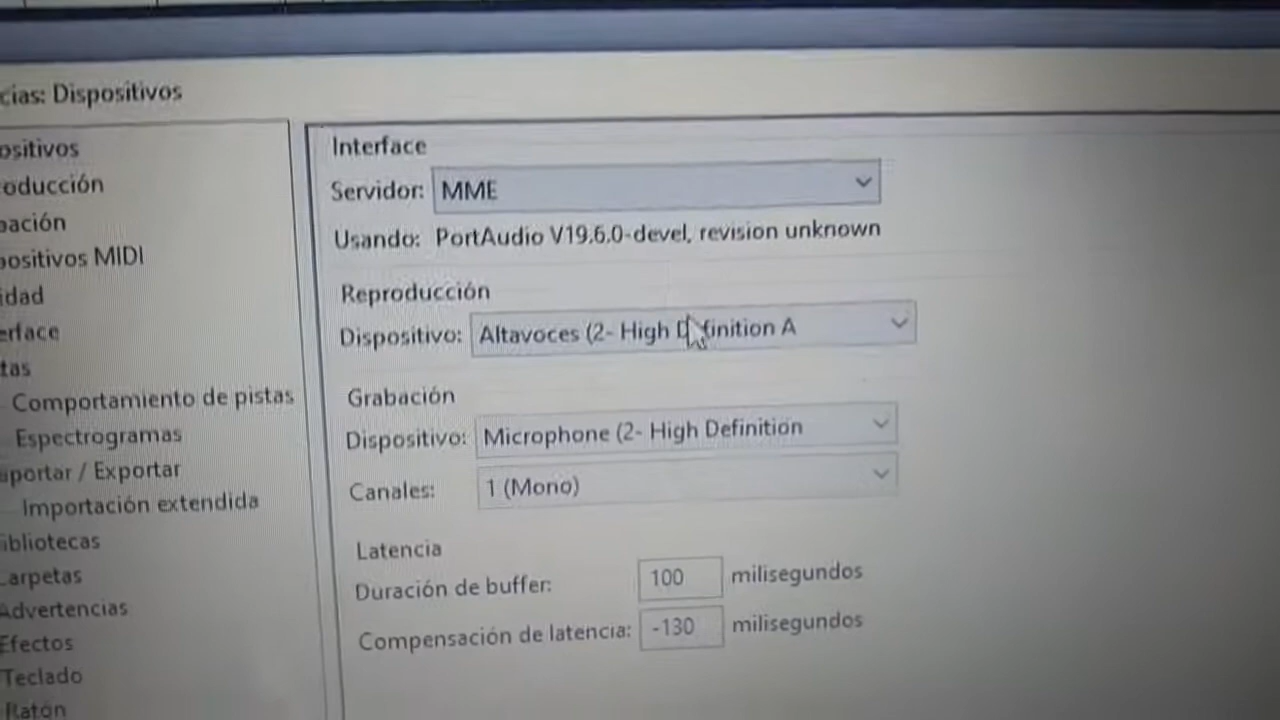 cias: Dispositivos
ositivos
oducción
pación
positivos MIDI
idad
erface
tas
Comportamiento de pistas
Espectrogramas
portar / Exportar
Importación extendida
ibliotecas
Carpetas
Advertencias
Efectos
Teclado
Ratón
Interface
Servidor: MME
Usando: PortAudio V19.6.0-devel, revision unknown
Reproducción
Dispositivo: Altavoces (2- High Definition A
Grabación
Dispositivo: Microphone (2- High Definition
Canales: 1 (Mono)
Latencia
Duración de buffer: 100 milisegundos
Compensación de latencia: -130 milisegundos